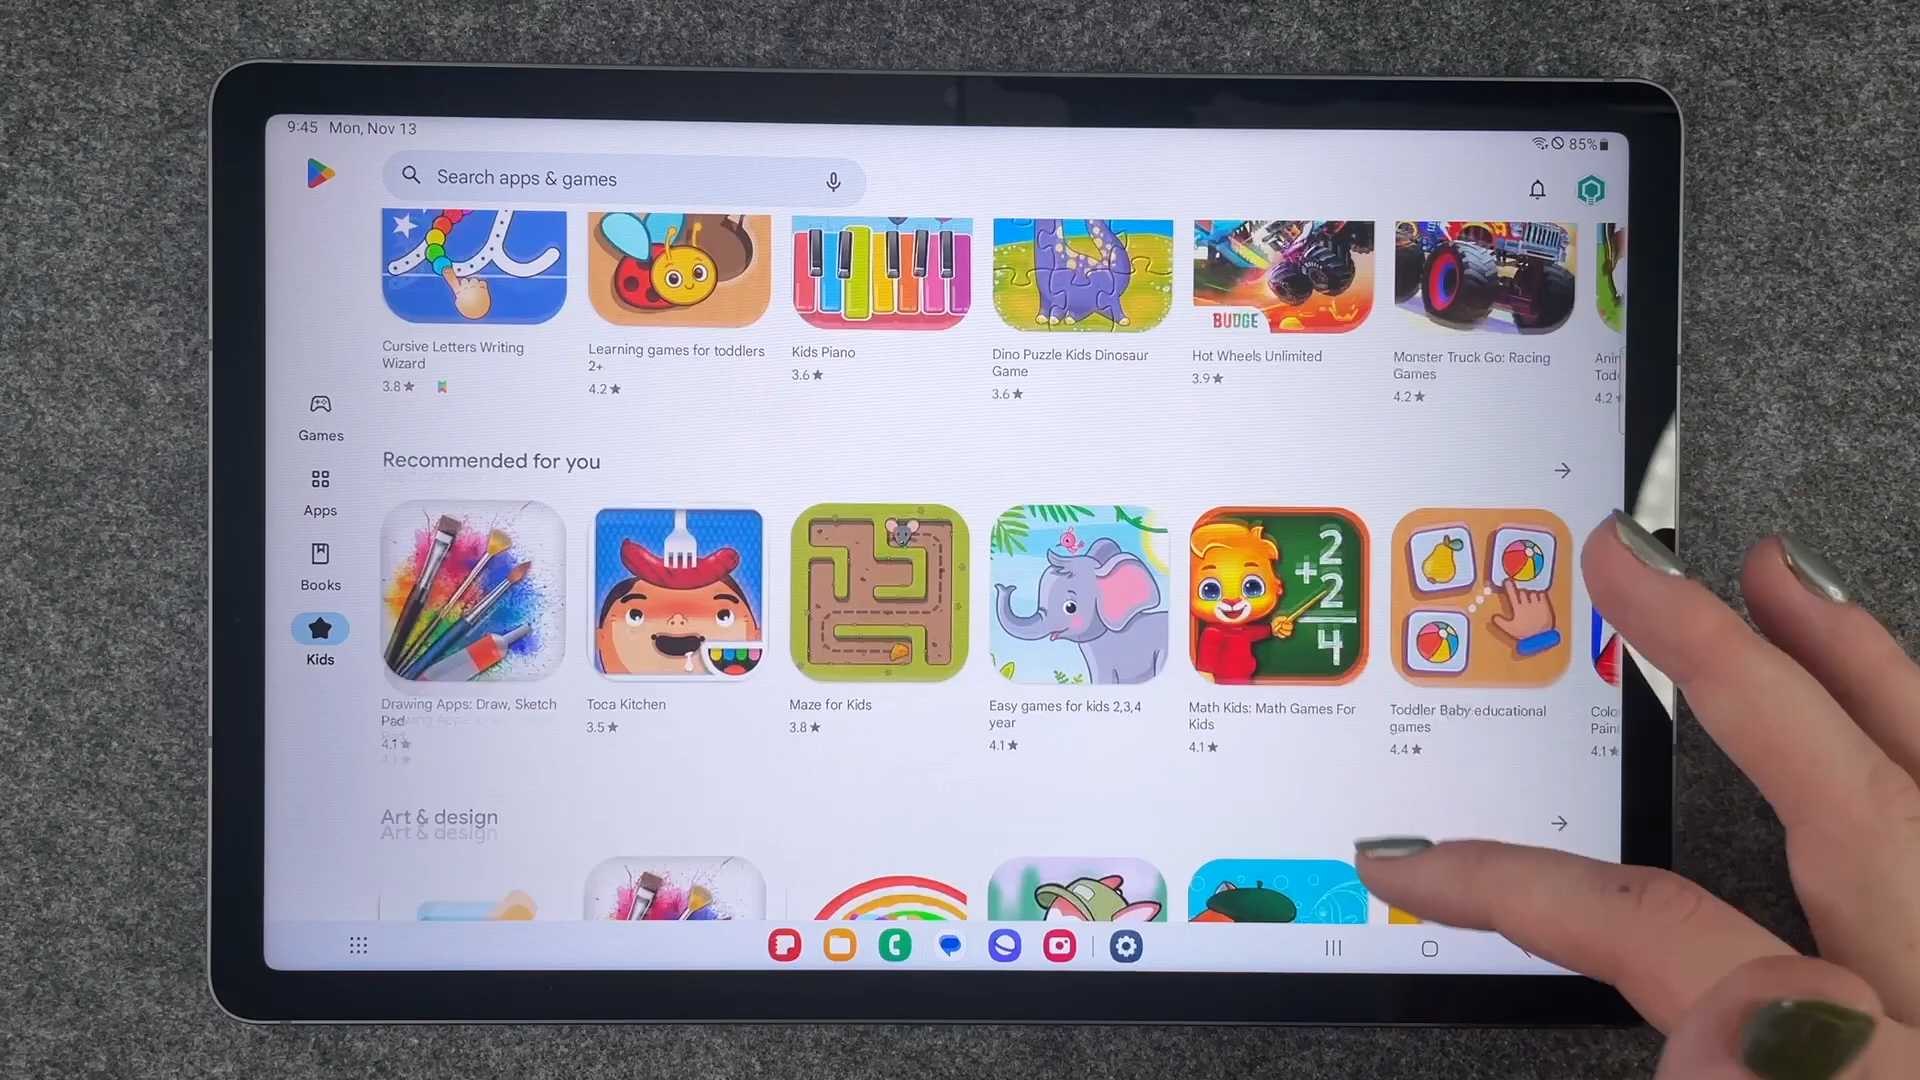 9:45 Mon, Nov 13
85%
Search apps & games
BUDGE
Cursive Letters Writing
Wizard
3.8★
Learning games for toddlers
2+
4.2★
Kids Piano
3.6★
Dino Puzzle Kids Dinosaur
Game
3.6★
Hot Wheels Unlimited
3.9★
Monster Truck Go: Racing
Games
4.2★
4.2
Games
Apps
Books
Kids
Recommended for you
2
+2
4
Drawing Apps: Draw, Sketch
Pad
4.1★
Toca Kitchen
3.5★
Maze for Kids
3.8★
Easy games for kids 2,3,4
year
4.1★
Math Kids: Math Games For
Kids
4.1★
Toddler Baby educational
games
4.4★
4.1★
Art & design